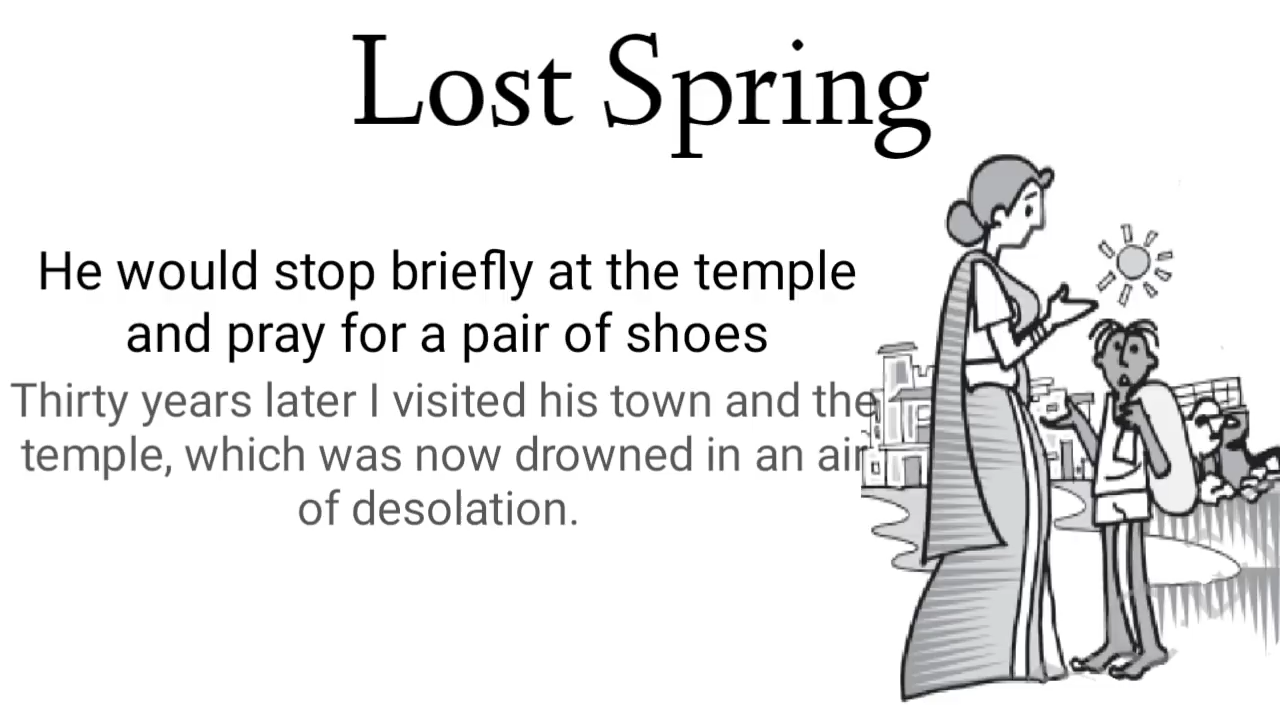 Lost Spring
He would stop briefly at the temple
and pray for a pair of shoes
Thirty years later I visited his town and the
temple, which was now drowned in an air
of desolation.